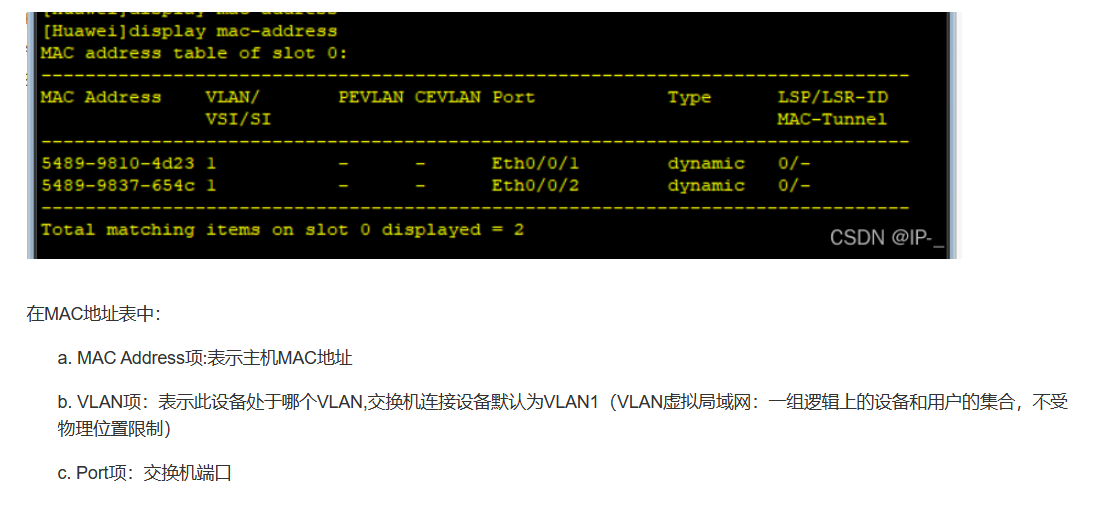 [Huawei]display mac-address
[Huawei]display mac-address
MAC address table of slot 0:
-------------------------------------------------------------------------------
MAC Address    VLAN/       PEVLAN CEVLAN Port            Type      LSP/LSR-ID
               VSI/SI                                              MAC-Tunnel
-------------------------------------------------------------------------------
5489-9810-4d23 1           -      -      Eth0/0/1        dynamic   0/-
5489-9837-654c 1           -      -      Eth0/0/2        dynamic   0/-
-------------------------------------------------------------------------------
Total matching items on slot 0 displayed = 2
CSDN @IP-_
在MAC地址表中：
a. MAC Address项:表示主机MAC地址
b. VLAN项：表示此设备处于哪个VLAN,交换机连接设备默认为VLAN1（VLAN虚拟局域网：一组逻辑上的设备和用户的集合，不受
物理位置限制）
c. Port项：交换机端口